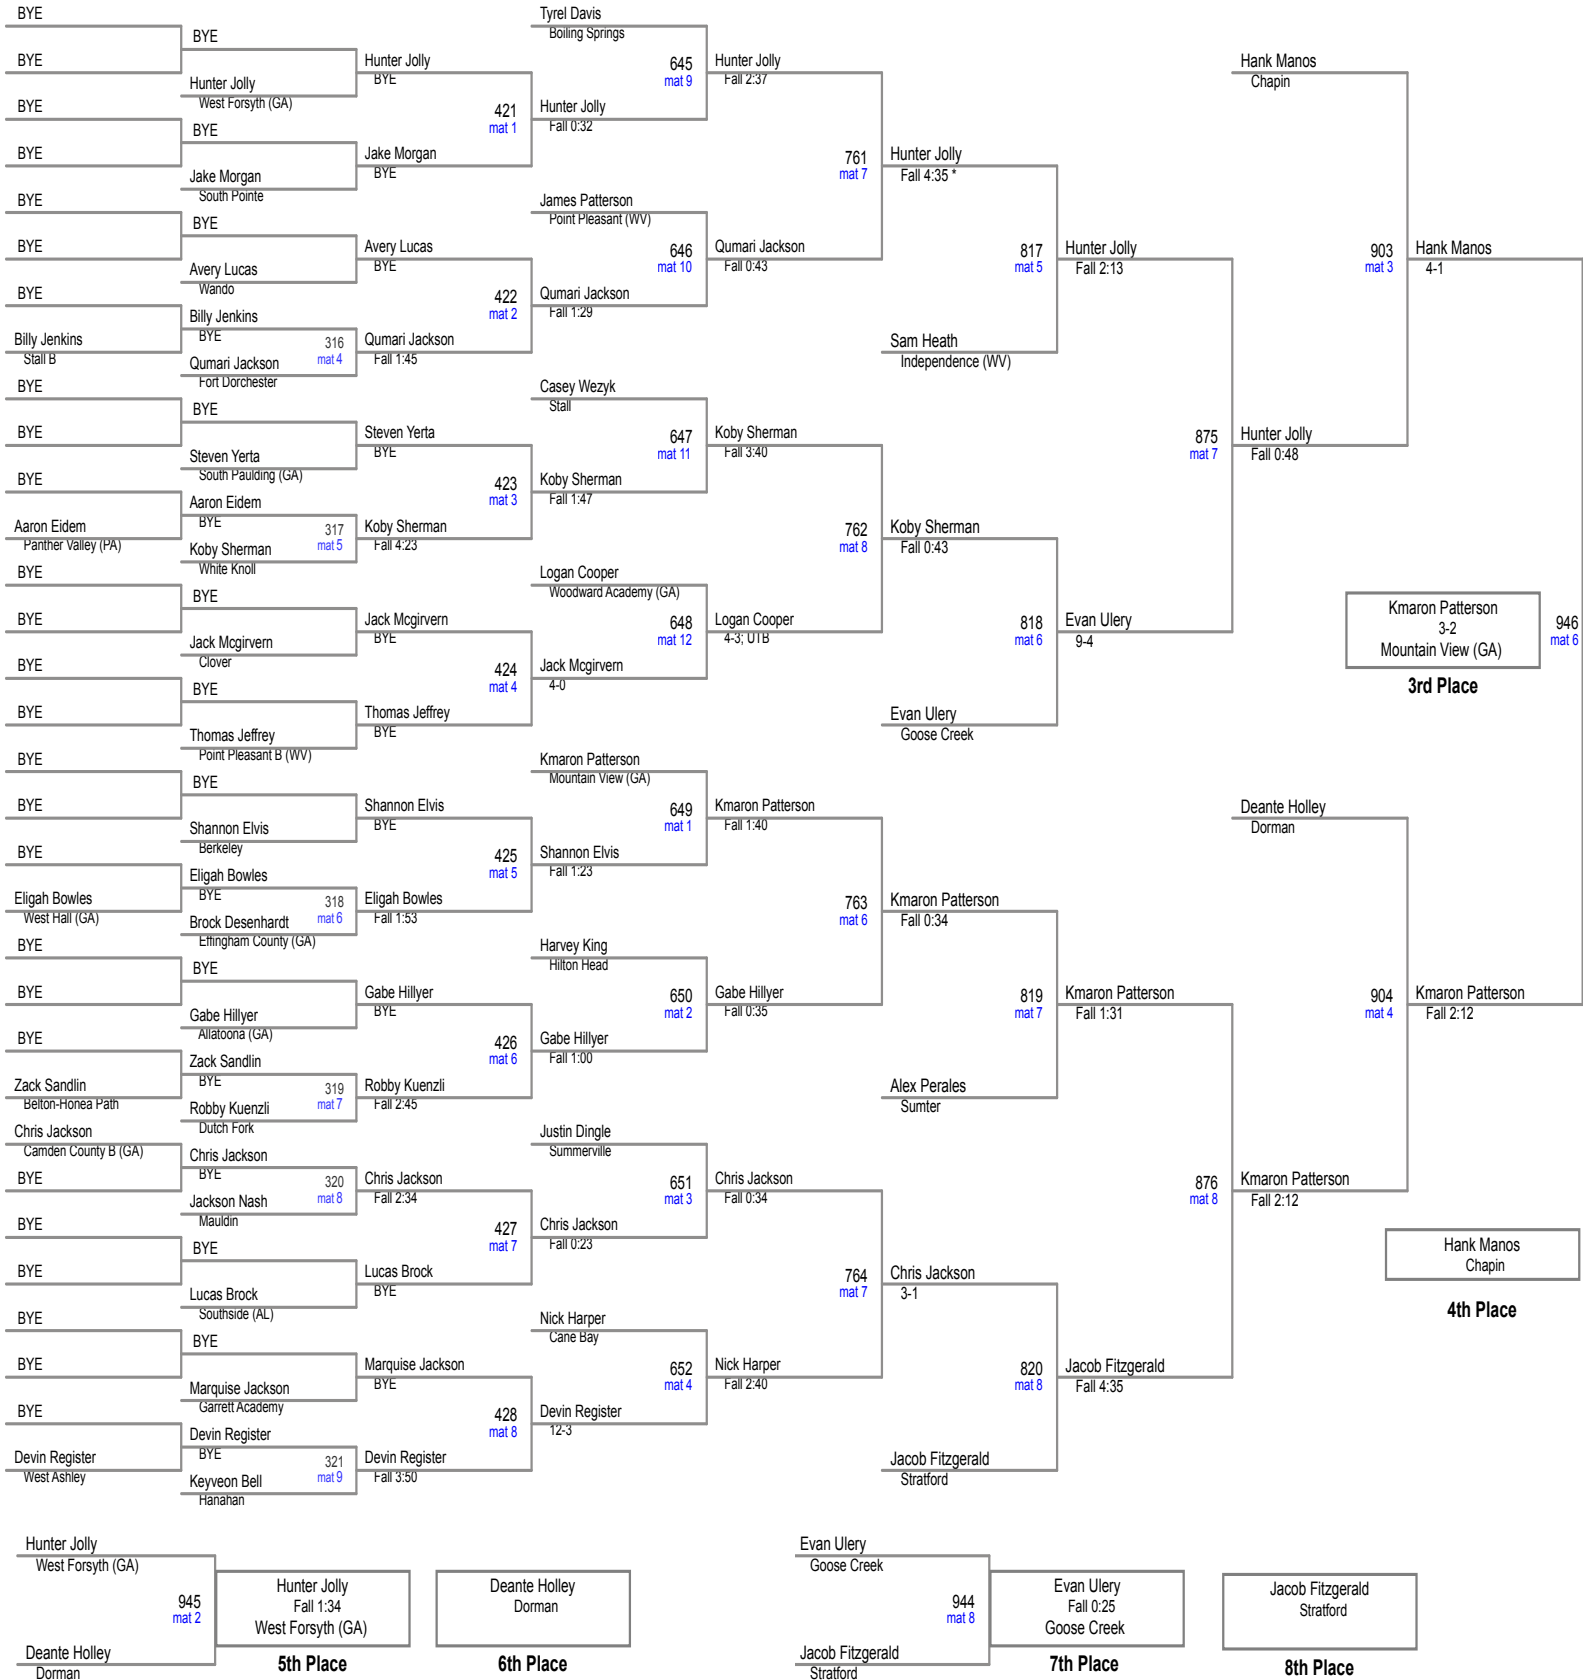 BYE
BYE
BYE
BYE
BYE
BYE
BYE
Billy Jenkins
Stall B
BYE
BYE
BYE
Aaron Eidem
Panther Valley (PA)
BYE
BYE
BYE
BYE
BYE
BYE
BYE
Eligah Bowles
West Hall (GA)
BYE
BYE
BYE
Zack Sandlin
Belton-Honea Path
Chris Jackson
Camden County B (GA)
BYE
BYE
BYE
BYE
BYE
BYE
Devin Register
West Ashley
BYE
Hunter Jolly
West Forsyth (GA)
BYE
Jake Morgan
South Pointe
BYE
Avery Lucas
Wando
Billy Jenkins
BYE
316
mat 4
Qumari Jackson
Fort Dorchester
BYE
Steven Yerta
South Paulding (GA)
Aaron Eidem
BYE
317
mat 5
Koby Sherman
White Knoll
BYE
Jack Mcgirvern
Clover
BYE
Thomas Jeffrey
Point Pleasant B (WV)
BYE
Shannon Elvis
Berkeley
Eligah Bowles
BYE
318
mat 6
Brock Desenhardt
Effingham County (GA)
BYE
Gabe Hillyer
Allatoona (GA)
Zack Sandlin
BYE
319
mat 7
Robby Kuenzli
Dutch Fork
Chris Jackson
BYE
320
mat 8
Jackson Nash
Mauldin
BYE
Lucas Brock
Southside (AL)
BYE
Marquise Jackson
Garrett Academy
Devin Register
BYE
321
mat 9
Keyveon Bell
Hanahan
Hunter Jolly
BYE
421
mat 1
Jake Morgan
BYE
Avery Lucas
BYE
422
mat 2
Qumari Jackson
Fall 1:45
Steven Yerta
BYE
423
mat 3
Koby Sherman
Fall 4:23
Jack Mcgirvern
BYE
424
mat 4
Thomas Jeffrey
BYE
Shannon Elvis
BYE
425
mat 5
Eligah Bowles
Fall 1:53
Gabe Hillyer
BYE
426
mat 6
Robby Kuenzli
Fall 2:45
Chris Jackson
Fall 2:34
427
mat 7
Lucas Brock
BYE
Marquise Jackson
BYE
428
mat 8
Devin Register
Fall 3:50
Tyrel Davis
Boiling Springs
645
mat 9
Hunter Jolly
Fall 0:32
James Patterson
Point Pleasant (WV)
646
mat 10
Qumari Jackson
Fall 1:29
Casey Wezyk
Stall
647
mat 11
Koby Sherman
Fall 1:47
Logan Cooper
Woodward Academy (GA)
648
mat 12
Jack Mcgirvern
4-0
Kmaron Patterson
Mountain View (GA)
649
mat 1
Shannon Elvis
Fall 1:23
Harvey King
Hilton Head
650
mat 2
Gabe Hillyer
Fall 1:00
Justin Dingle
Summerville
651
mat 3
Chris Jackson
Fall 0:23
Nick Harper
Cane Bay
652
mat 4
Devin Register
12-3
Hunter Jolly
Fall 2:37
761
mat 7
Qumari Jackson
Fall 0:43
Koby Sherman
Fall 3:40
762
mat 8
Logan Cooper
4-3; UTB
Kmaron Patterson
Fall 1:40
763
mat 6
Gabe Hillyer
Fall 0:35
Chris Jackson
Fall 0:34
764
mat 7
Nick Harper
Fall 2:40
Hunter Jolly
Fall 4:35 *
817
mat 5
Sam Heath
Independence (WV)
Koby Sherman
Fall 0:43
818
mat 6
Evan Ulery
Goose Creek
Kmaron Patterson
Fall 0:34
819
mat 7
Alex Perales
Sumter
Chris Jackson
3-1
820
mat 8
Jacob Fitzgerald
Stratford
Hunter Jolly
Fall 2:13
875
mat 7
Evan Ulery
9-4
Kmaron Patterson
Fall 1:31
876
mat 8
Jacob Fitzgerald
Fall 4:35
Hank Manos
Chapin
903
mat 3
Hunter Jolly
Fall 0:48
Deante Holley
Dorman
904
mat 4
Kmaron Patterson
Fall 2:12
Hank Manos
4-1
Kmaron Patterson
3-2
Mountain View (GA)
946
mat 6
3rd Place
Kmaron Patterson
Fall 2:12
Hank Manos
Chapin
4th Place
Hunter Jolly
West Forsyth (GA)
945
mat 2
Deante Holley
Dorman
Hunter Jolly
Fall 1:34
West Forsyth (GA)
5th Place
Deante Holley
Dorman
6th Place
Evan Ulery
Goose Creek
944
mat 8
Jacob Fitzgerald
Stratford
Evan Ulery
Fall 0:25
Goose Creek
7th Place
Jacob Fitzgerald
Stratford
8th Place